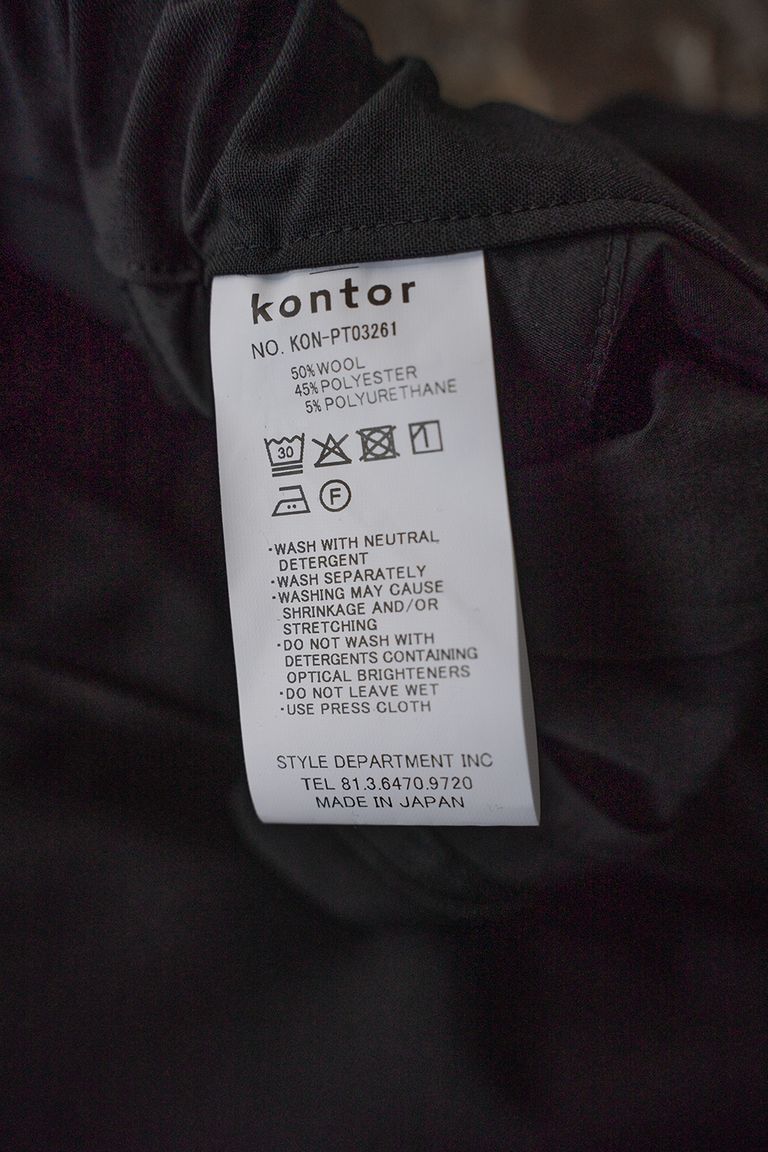 kontor
NO. KON-PT03261
50% WOOL
45% POLYESTER
5% POLYURETHANE
30
F
·WASH WITH NEUTRAL
DETERGENT
·WASH SEPARATELY
·WASHING MAY CAUSE
SHRINKAGE AND/OR
STRETCHING
·DO NOT WASH WITH
DETERGENTS CONTAINING
OPTICAL BRIGHTENERS
·DO NOT LEAVE WET
·USE PRESS CLOTH
STYLE DEPARTMENT INC
TEL 81.3.6470.9720
MADE IN JAPAN